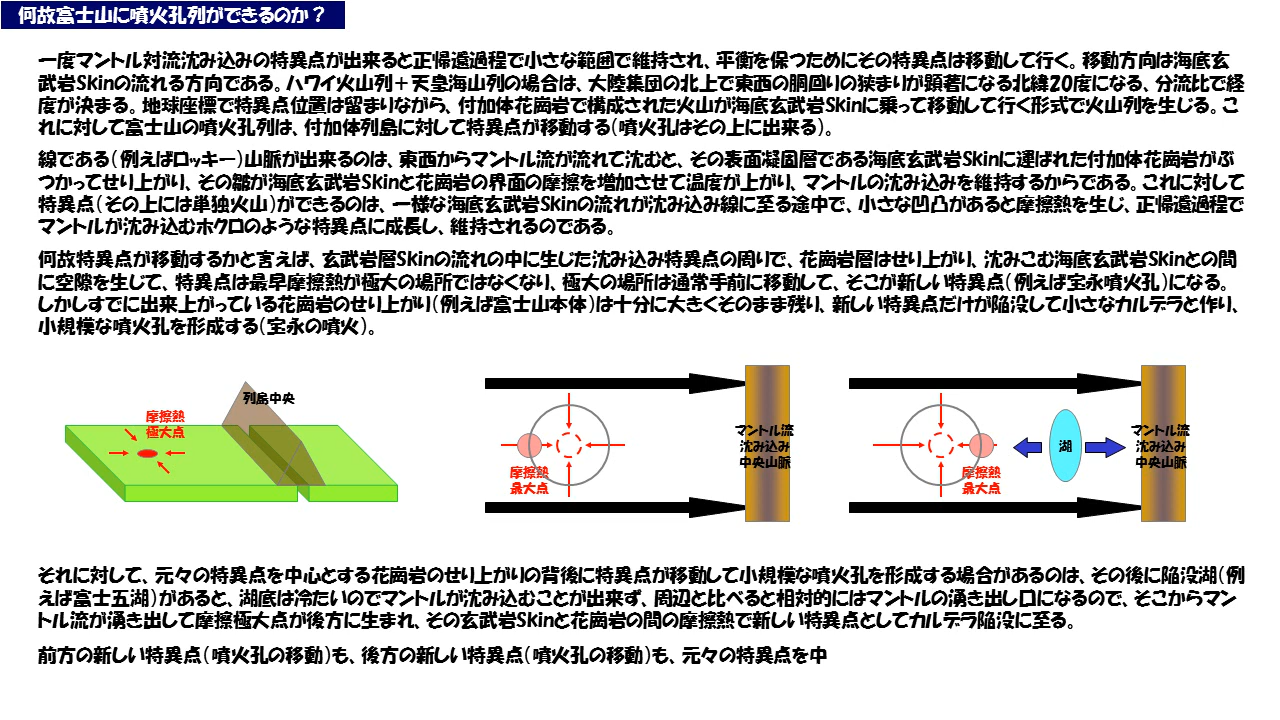 何故富士山に噴火孔列ができるのか？
一度マントル対流沈み込みの特異点が出来ると正帰還過程で小さな範囲で維持され、平衡を保つためにその特異点は移動して行く。移動方向は海底玄
武岩Skinの流れる方向である。ハワイ火山列＋天皇海山列の場合は、大陸集団の北上で東西の胴回りの狭まりが顕著になる北緯20度になる、分流比で経
度が決まる。地球座標で特異点位置は留まりながら、付加体花崗岩で構成された火山が海底玄武岩Skinに乗って移動して行く形式で火山列を生じる。こ
れに対して富士山の噴火孔列は、付加体列島に対して特異点が移動する（噴火孔はその上に出来る）。
線である（例えばロッキー）山脈が出来るのは、東西からマントル流が流れて沈むと、その表面凝固層である海底玄武岩Skinに運ばれた付加体花崗岩がぶ
つかってせり上がり、その皺が海底玄武岩Skinと花崗岩の界面の摩擦を増加させて温度が上がり、マントルの沈み込みを維持するからである。これに対して
特異点（その上には単独火山）ができるのは、一様な海底玄武岩Skinの流れが沈み込み線に至る途中で、小さな凹凸があると摩擦熱を生じ、正帰還過程で
マントルが沈み込むホクロのような特異点に成長し、維持されるのである。
何故特異点が移動するかと言えば、玄武岩層Skinの流れの中に生じた沈み込み特異点の周りで、花崗岩層はせり上がり、沈みこむ海底玄武岩Skinとの間
に空隙を生じて、特異点は最早摩擦熱が極大の場所ではなくなり、極大の場所は通常手前に移動して、そこが新しい特異点（例えば宝永噴火孔）になる。
しかしすでに出来上がっている花崗岩のせり上がり（例えば富士山本体）は十分に大きくそのまま残り、新しい特異点だけが陥没して小さなカルデラと作り、
小規模な噴火孔を形成する（宝永の噴火）。
列島中央
摩擦熱
極大点
マントル流
沈み込み
中央山脈
摩擦熱
最大点
湖
マントル流
沈み込み
中央山脈
摩擦熱
最大点
それに対して、元々の特異点を中心とする花崗岩のせり上がりの背後に特異点が移動して小規模な噴火孔を形成する場合があるのは、その後に陥没湖（例
えば富士五湖）があると、湖底は冷たいのでマントルが沈み込むことが出来ず、周辺と比べると相対的にはマントルの湧き出し口になるので、そこからマン
トル流が湧き出して摩擦極大点が後方に生まれ、その玄武岩Skinと花崗岩の間の摩擦熱で新しい特異点としてカルデラ陥没に至る。
前方の新しい特異点（噴火孔の移動）も、後方の新しい特異点（噴火孔の移動）も、元々の特異点を中